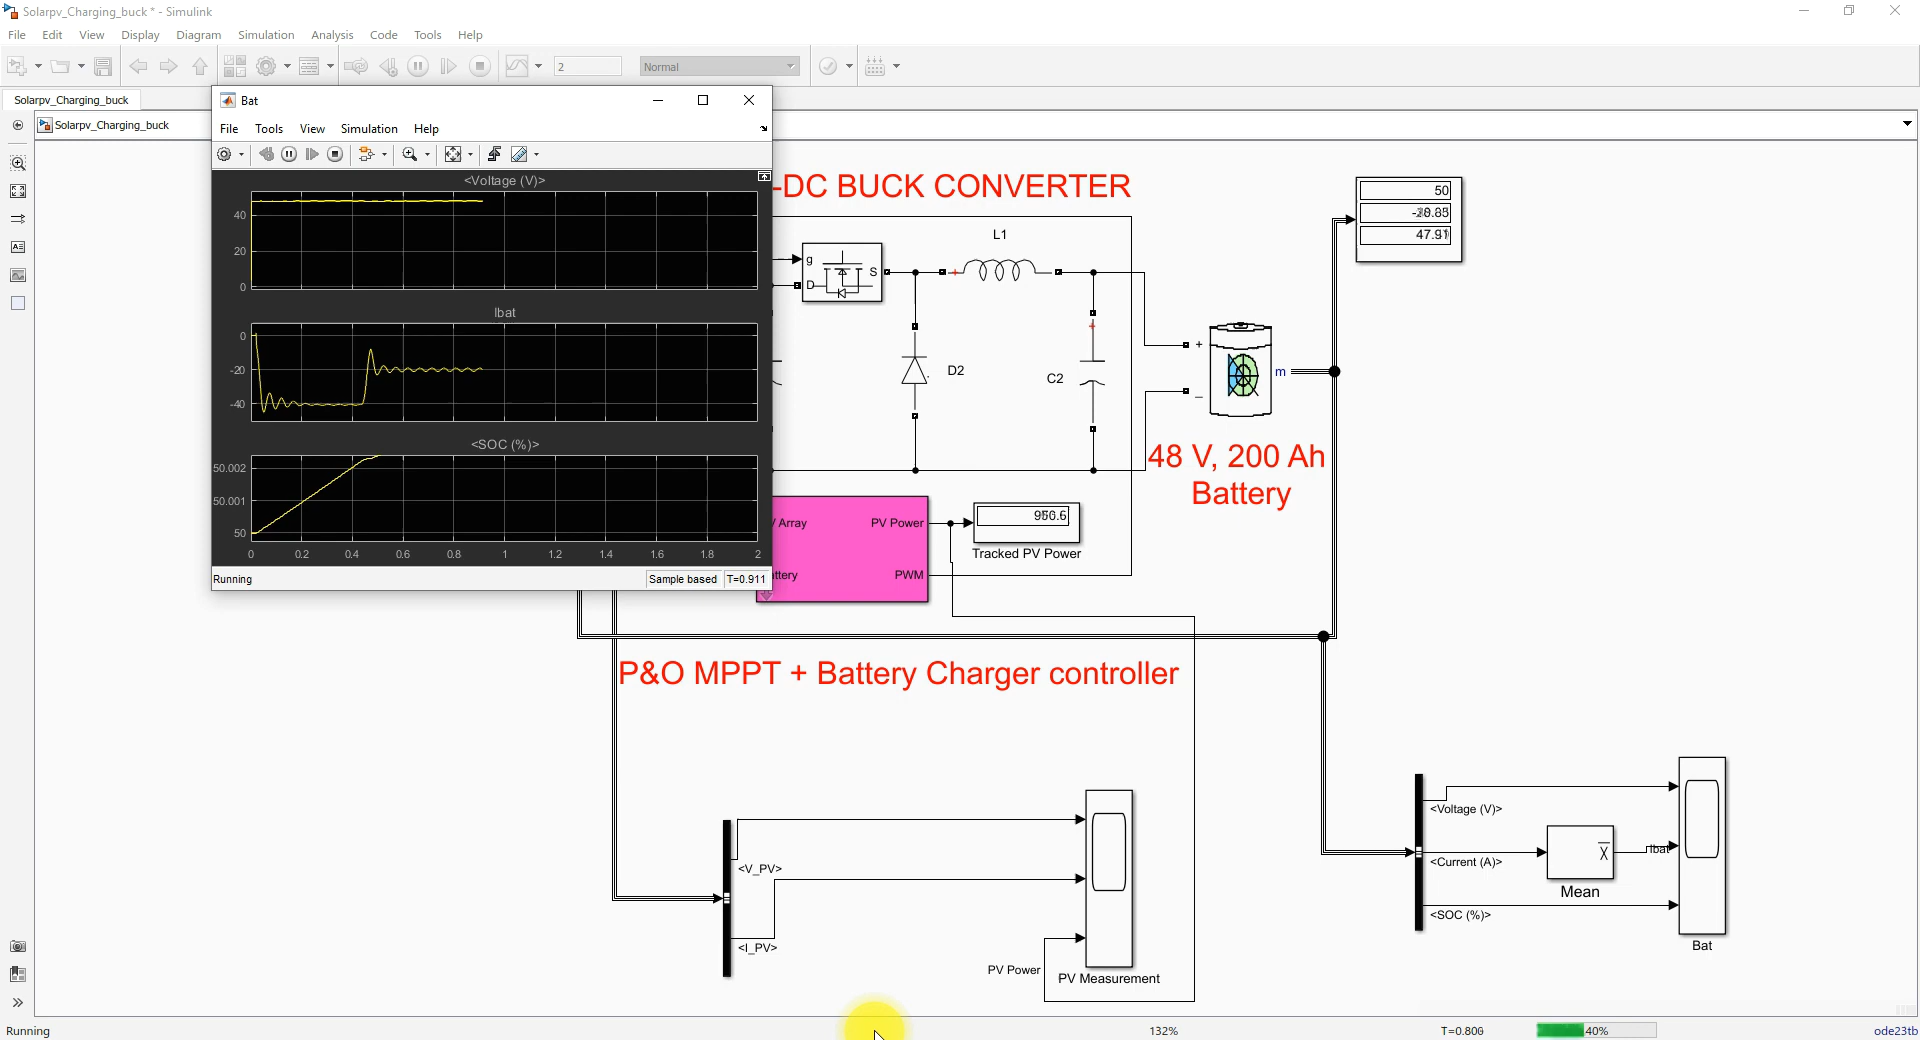 Solarpv_Charging_buck * - Simulink
File Edit View Display Diagram Simulation Analysis Code Tools Help
2
Normal
Solarpv_Charging_buck
Solarpv_Charging_buck
Bat
File Tools View Simulation Help
<Voltage (V)>
40
20
0
Ibat
0
-20
-40
<SOC (%)>
50.002
50.001
50
0 0.2 0.4 0.6 0.8 1 1.2 1.4 1.6 1.8 2
Running
Sample based
T=0.911
-DC BUCK CONVERTER
g
D
S
L1
D2
C2
+
_
m
50
48 V, 200 Ah
Battery
Array
PV Power
ttery
PWM
Tracked PV Power
P&O MPPT + Battery Charger controller
<V_PV>
<I_PV>
PV Power
PV Measurement
<Voltage (V)>
<Current (A)>
<SOC (%)>
Mean
Ibat
Bat
Running
132%
T=0.800
40%
ode23tb